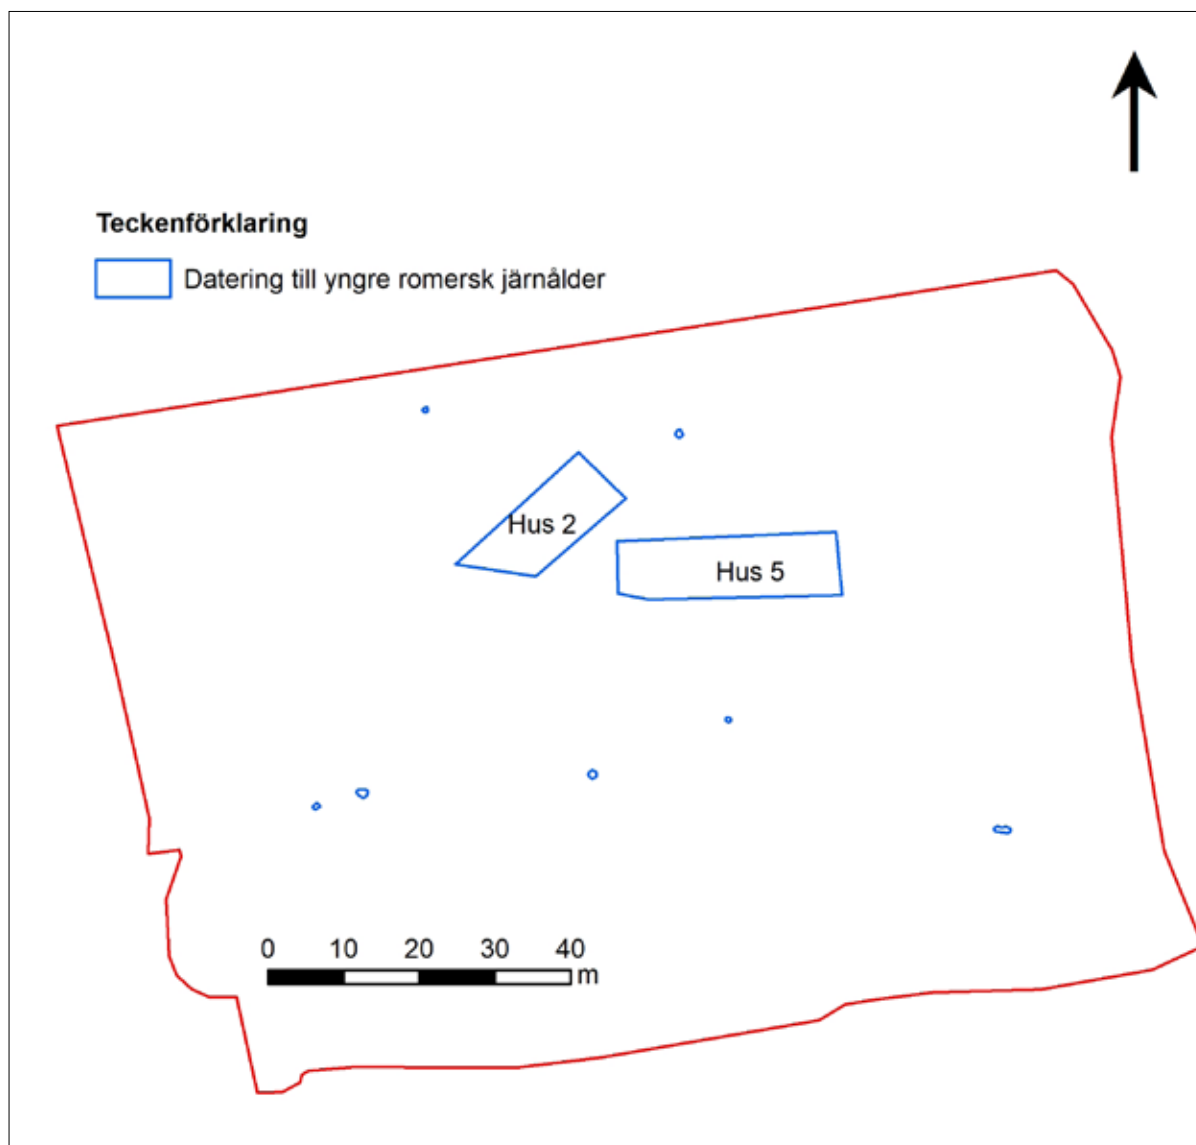 Teckenförklaring
Datering till yngre romersk järnålder
Hus 2
Hus 5
0 10 20 30 40
m